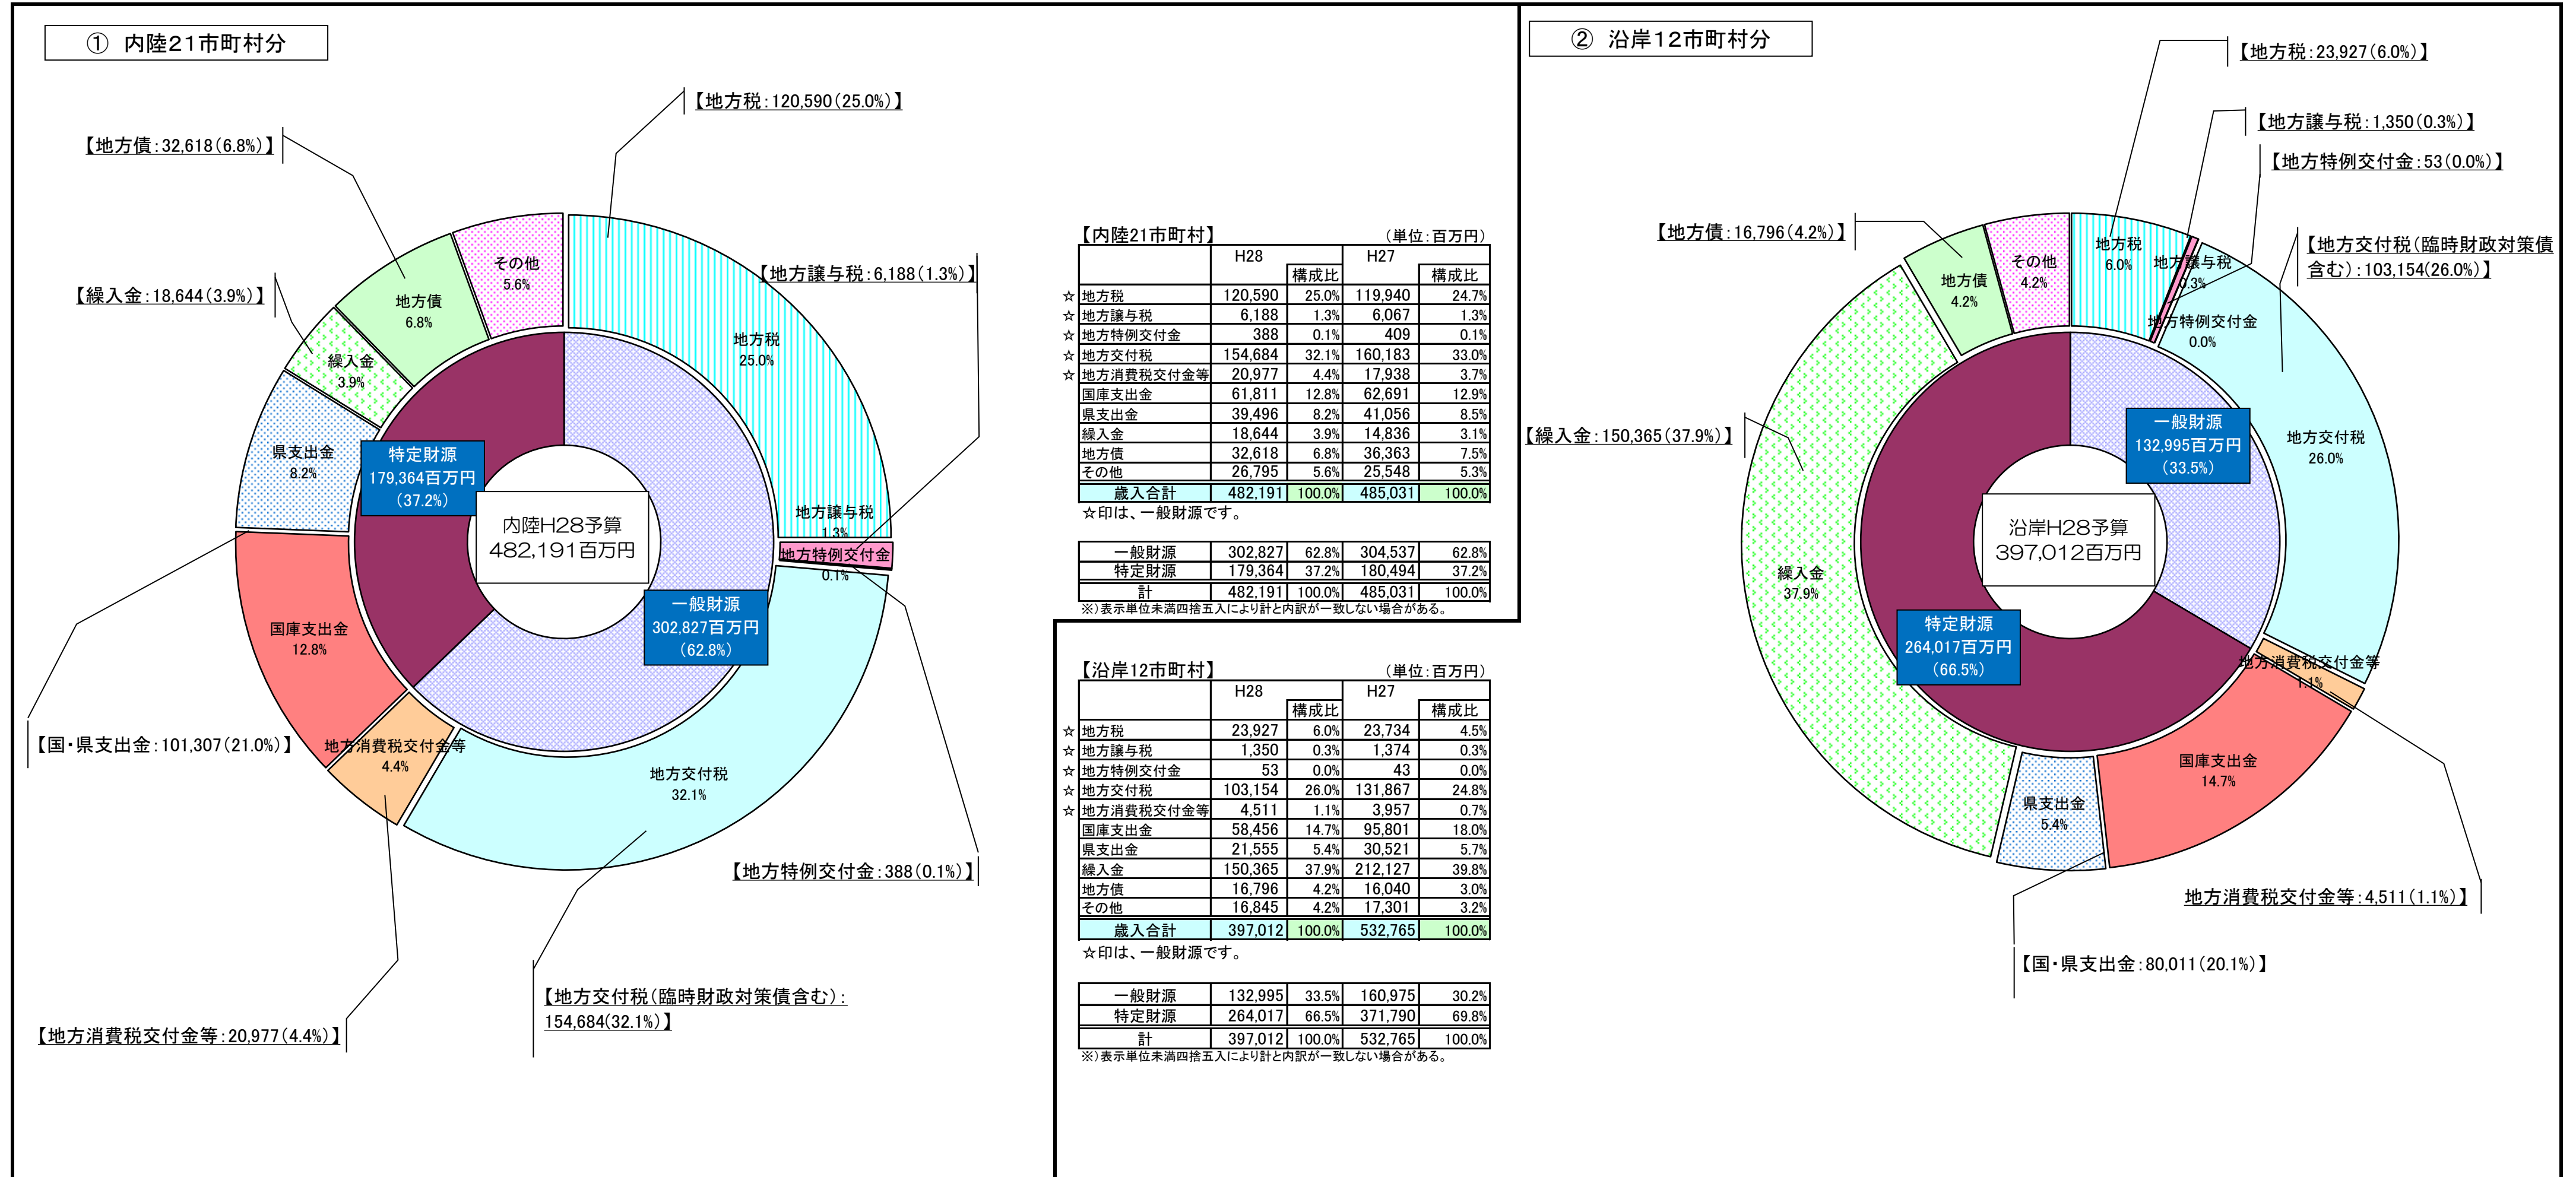 ① 内陸21市町村分
【地方税:120,590(25.0%)】
【地方債:32,618(6.8%)】
【地方譲与税:6,188(1.3%)】
【繰入金:18,644(3.9%)】
その他
5.6%
地方債
6.8%
地方税
25.0%
繰入金
3.9%
県支出金
8.2%
特定財源
179,364百万円
(37.2%)
内陸H28予算
482,191百万円
地方譲与税
1.3%
地方特例交付金
0.1%
一般財源
302,827百万円
(62.8%)
国庫支出金
12.8%
【国・県支出金:101,307(21.0%)】
地方消費税交付金等
4.4%
地方交付税
32.1%
【地方特例交付金:388(0.1%)】
【地方交付税(臨時財政対策債含む):
154,684(32.1%)】
【地方消費税交付金等:20,977(4.4%)】
【内陸21市町村】 (単位:百万円)
H28 H27
構成比 構成比
☆ 地方税 120,590 25.0% 119,940 24.7%
☆ 地方譲与税 6,188 1.3% 6,067 1.3%
☆ 地方特例交付金 388 0.1% 409 0.1%
☆ 地方交付税 154,684 32.1% 160,183 33.0%
☆ 地方消費税交付金等 20,977 4.4% 17,938 3.7%
国庫支出金 61,811 12.8% 62,691 12.9%
県支出金 39,496 8.2% 41,056 8.5%
繰入金 18,644 3.9% 14,836 3.1%
地方債 32,618 6.8% 36,363 7.5%
その他 26,795 5.6% 25,548 5.3%
歳入合計 482,191 100.0% 485,031 100.0%
☆印は、一般財源です。
一般財源 302,827 62.8% 304,537 62.8%
特定財源 179,364 37.2% 180,494 37.2%
計 482,191 100.0% 485,031 100.0%
※)表示単位未満四捨五入により計と内訳が一致しない場合がある。
【沿岸12市町村】 (単位:百万円)
H28 H27
構成比 構成比
☆ 地方税 23,927 6.0% 23,734 4.5%
☆ 地方譲与税 1,350 0.3% 1,374 0.3%
☆ 地方特例交付金 53 0.0% 43 0.0%
☆ 地方交付税 103,154 26.0% 131,867 24.8%
☆ 地方消費税交付金等 4,511 1.1% 3,957 0.7%
国庫支出金 58,456 14.7% 95,801 18.0%
県支出金 21,555 5.4% 30,521 5.7%
繰入金 150,365 37.9% 212,127 39.8%
地方債 16,796 4.2% 16,040 3.0%
その他 16,845 4.2% 17,301 3.2%
歳入合計 397,012 100.0% 532,765 100.0%
☆印は、一般財源です。
一般財源 132,995 33.5% 160,975 30.2%
特定財源 264,017 66.5% 371,790 69.8%
計 397,012 100.0% 532,765 100.0%
※)表示単位未満四捨五入により計と内訳が一致しない場合がある。
② 沿岸12市町村分
【地方税:23,927(6.0%)】
【地方譲与税:1,350(0.3%)】
【地方特例交付金:53(0.0%)】
【地方債:16,796(4.2%)】
【地方交付税(臨時財政対策債
含む):103,154(26.0%)】
地方税
6.0%
地方譲与税
0.3%
その他
4.2%
地方債
4.2%
地方特例交付金
0.0%
【繰入金:150,365(37.9%)】
一般財源
132,995百万円
(33.5%)
地方交付税
26.0%
沿岸H28予算
397,012百万円
繰入金
37.9%
特定財源
264,017百万円
(66.5%)
地方消費税交付金等
1.1%
国庫支出金
14.7%
県支出金
5.4%
地方消費税交付金等:4,511(1.1%)】
【国・県支出金:80,011(20.1%)】